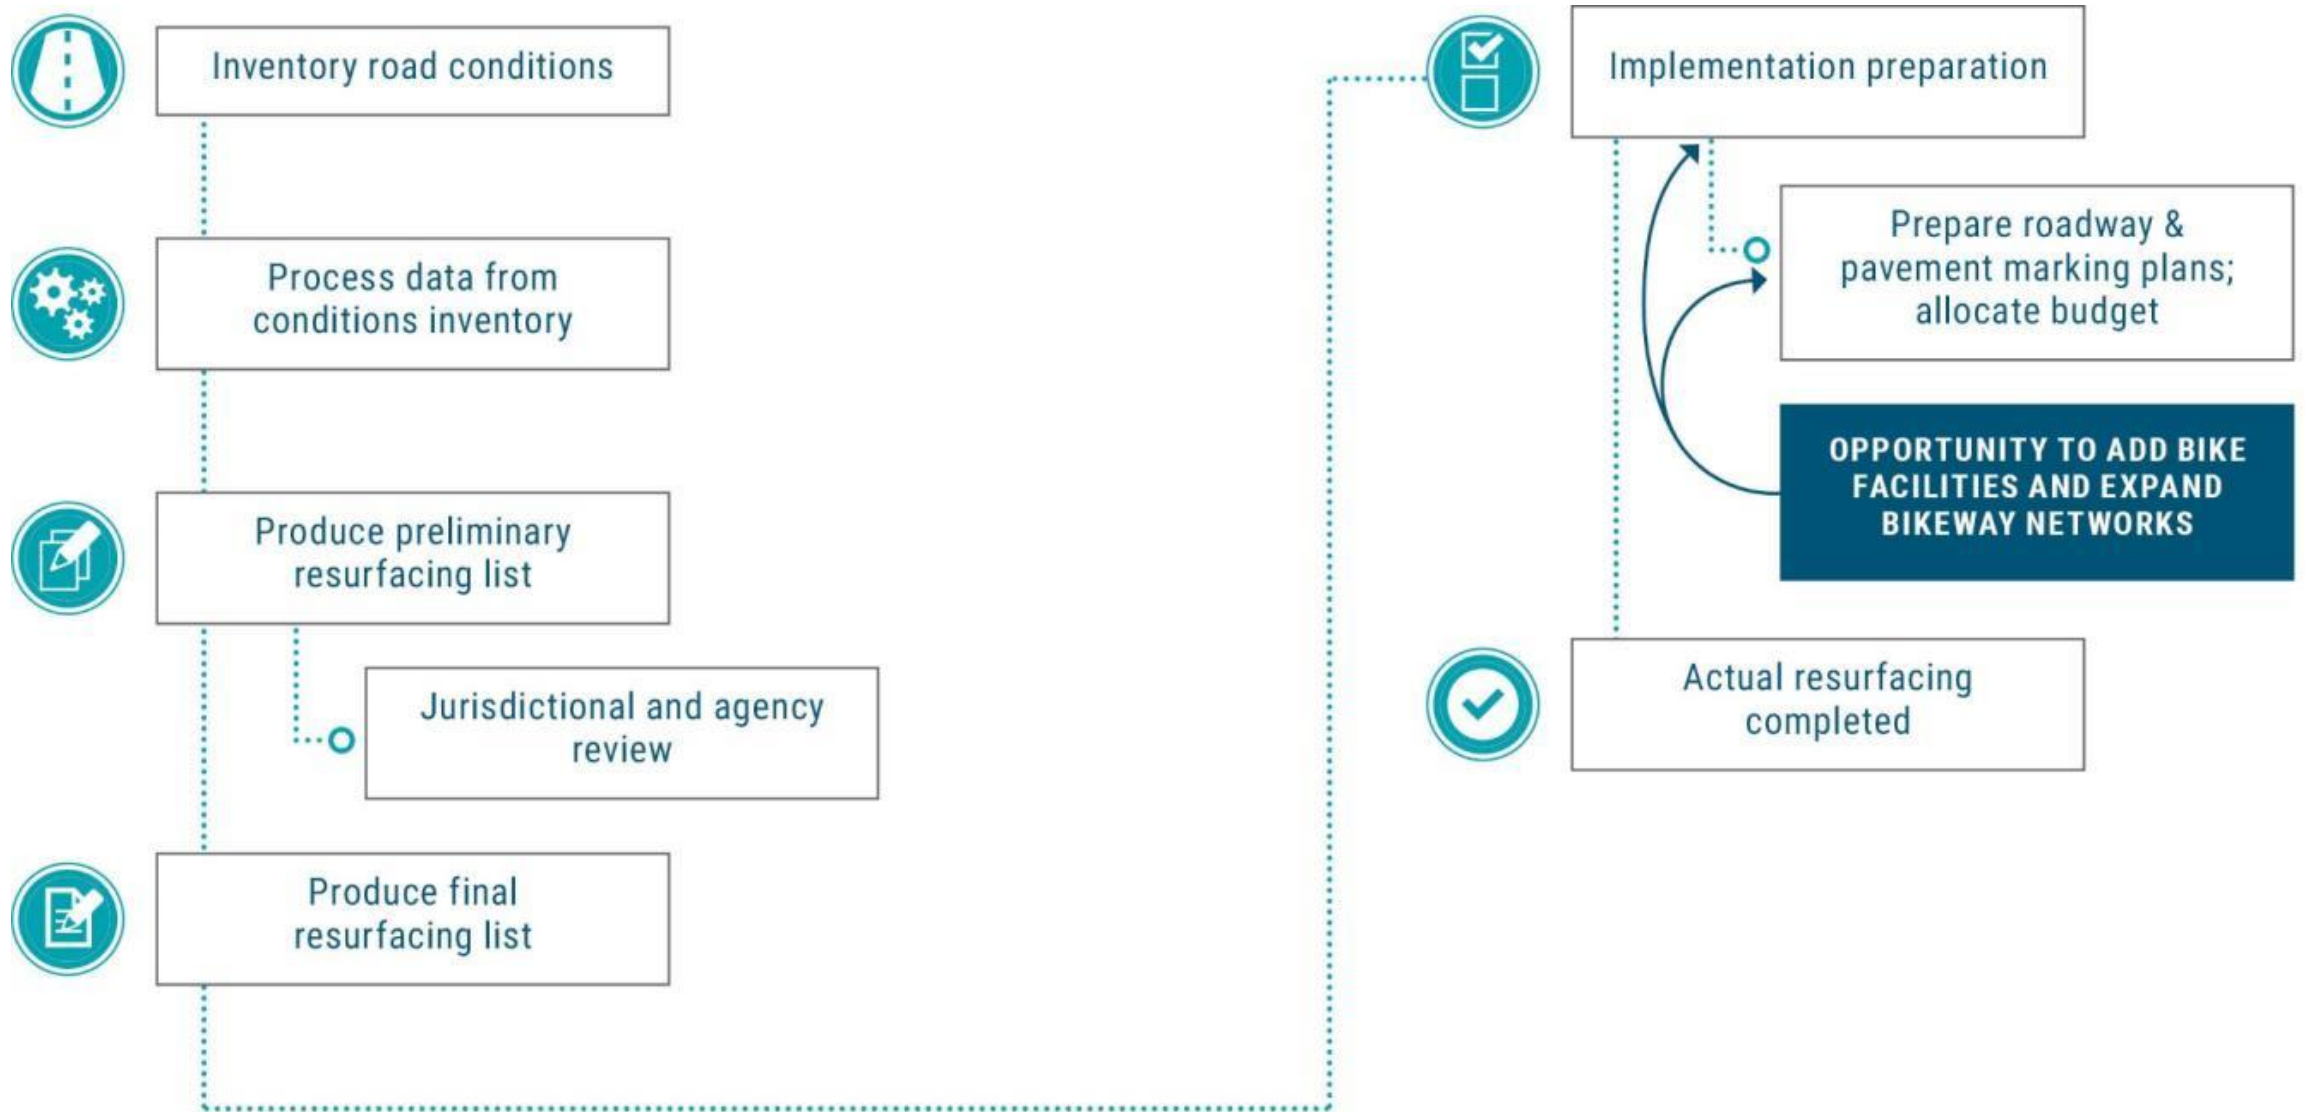 Inventory road conditions
Process data from
conditions inventory
Produce preliminary
resurfacing list
Jurisdictional and agency
review
Produce final
resurfacing list
Implementation preparation
Prepare roadway &
pavement marking plans;
allocate budget
OPPORTUNITY TO ADD BIKE
FACILITIES AND EXPAND
BIKEWAY NETWORKS
Actual resurfacing
completed